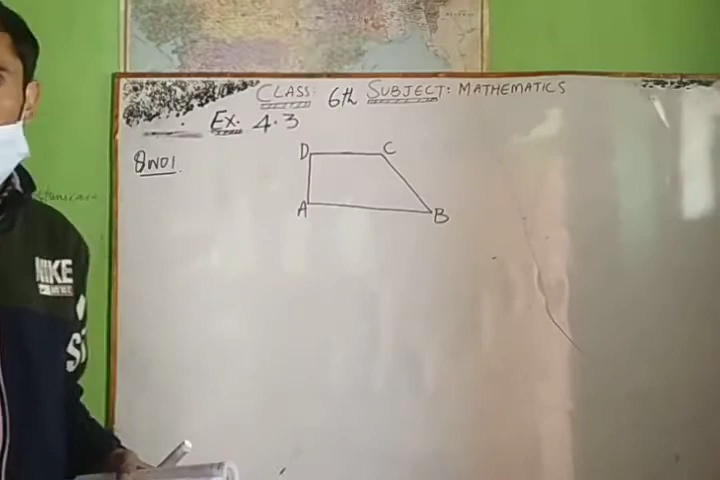 CLASS: 6th SUBJECT: MATHEMATICS
Ex. 4.3
QNO1.
D C
A B
NIKE